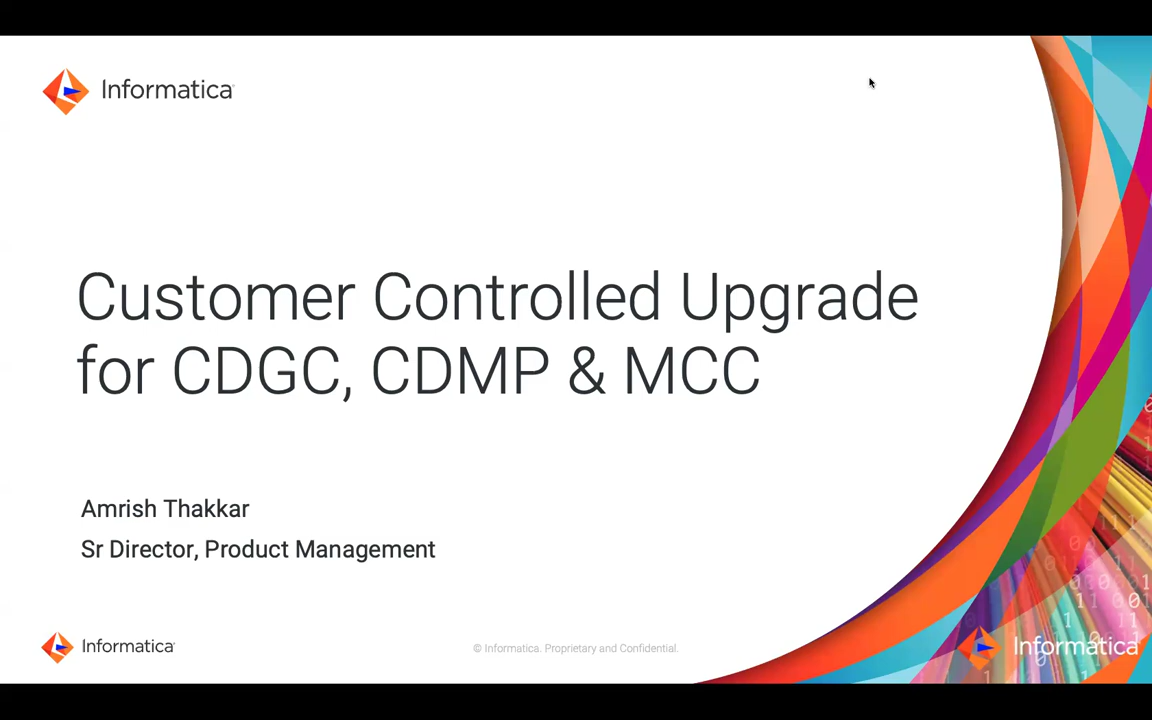 Informatica
Customer Controlled Upgrade
for CDGC, CDMP & MCC
Amrish Thakkar
Sr Director, Product Management
Informatica
© Informatica. Proprietary and Confidential.
Informatica